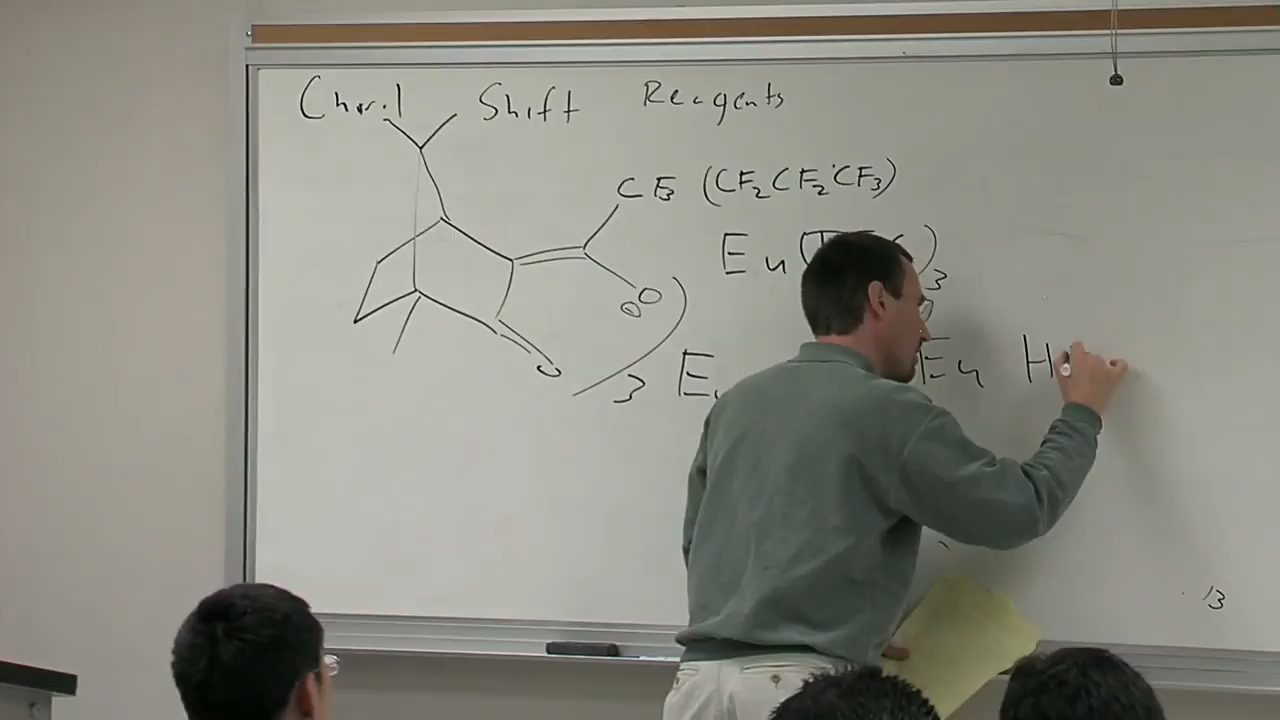 Chiral Shift Reagents
CF3 (CF2CF2CF3)
Eu( )3
O O
O
)3 E
Eu H
13